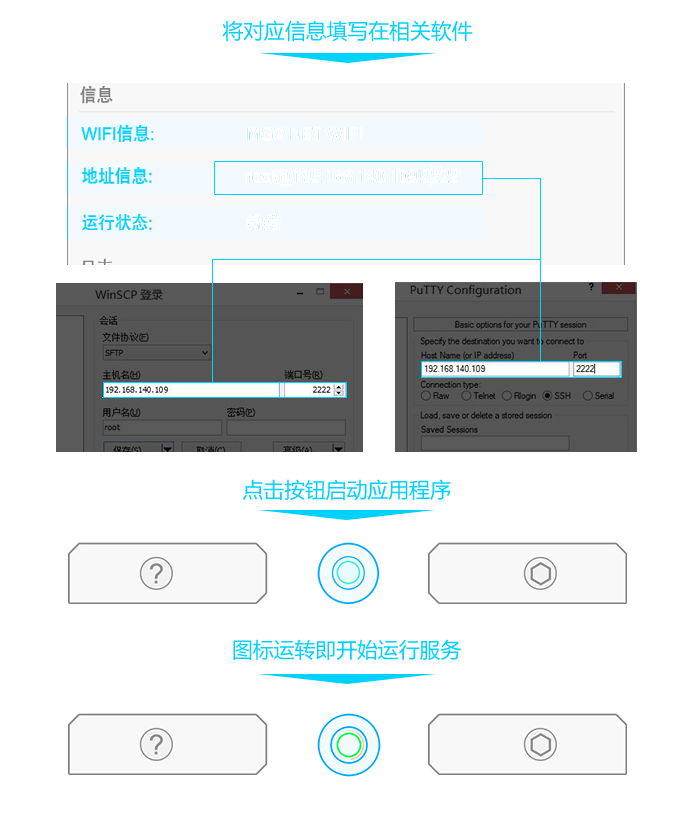 将对应信息填写在相关软件
信息
WIFI信息:
地址信息:
运行状态:
WinSCP 登录
会话
文件协议(F)
SFTP
主机名(H)
端口号(R)
192.168.140.109
2222
用户名(U)
密码(P)
root
保存(S)
取消(C)
高级(A)
PuTTY Configuration
?
Basic options for your PuTTY session
Specify the destination you want to connect to
Host Name (or IP address)
Port
192.168.140.109
2222
Connection type:
Raw Telnet Rlogin SSH Serial
Load, save or delete a stored session
Saved Sessions
点击按钮启动应用程序
?
图标运转即开始运行服务
?